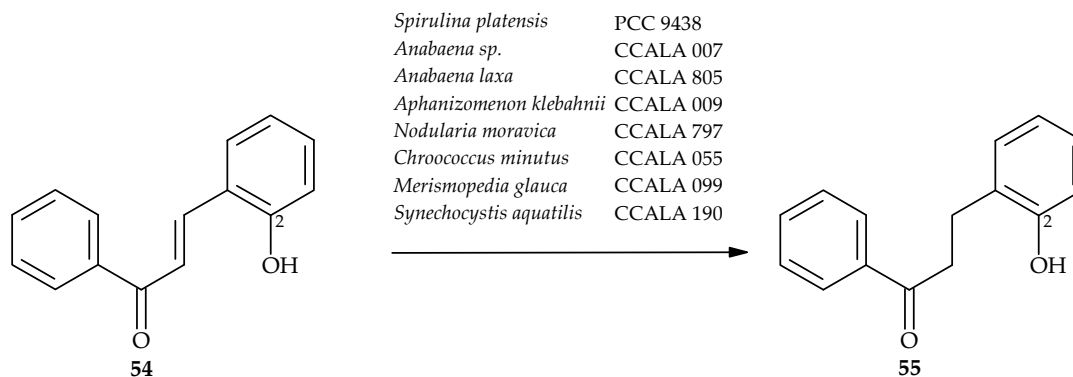 Spirulina platensis PCC 9438
Anabaena sp. CCALA 007
Anabaena laxa CCALA 805
Aphanizomenon klebahnii CCALA 009
Nodularia moravica CCALA 797
Chroococcus minutus CCALA 055
Merismopedia glauca CCALA 099
Synechocystis aquatilis CCALA 190
2
OH
O
54
2
OH
O
55